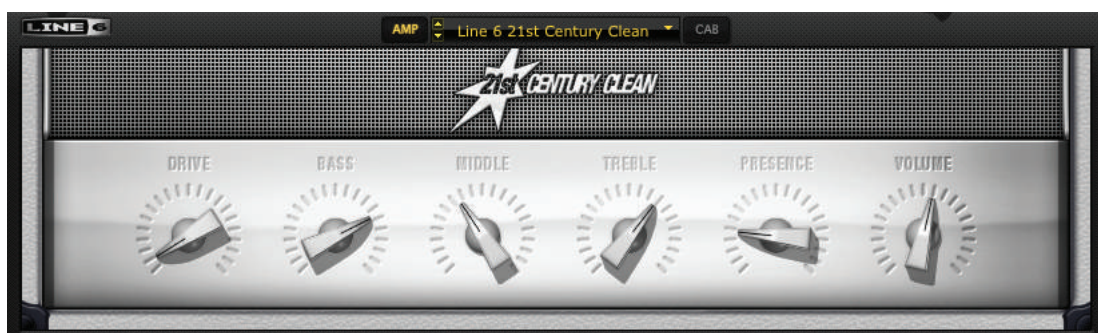 LINE 6 AMP Line 6 21st Century Clean CAB
21st CENTURY CLEAN
DRIVE BASS MIDDLE TREBLE PRESENCE VOLUME